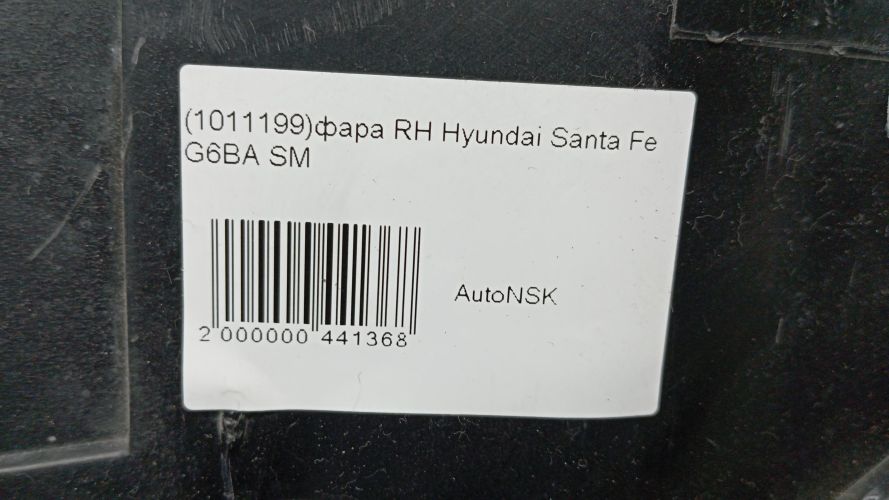 (1011199)фара RH Hyundai Santa Fe
G6BA SM
AutoNSK
2 000000 441368